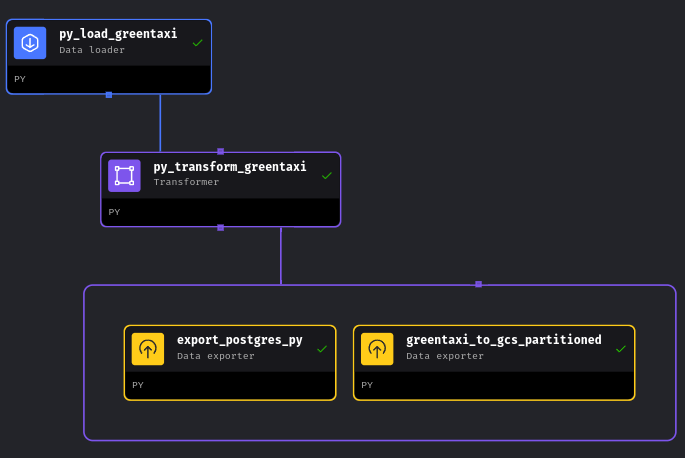 py_load_greentaxi
Data loader
PY
py_transform_greentaxi
Transformer
PY
export_postgres_py
Data exporter
PY
greentaxi_to_gcs_partitioned
Data exporter
PY